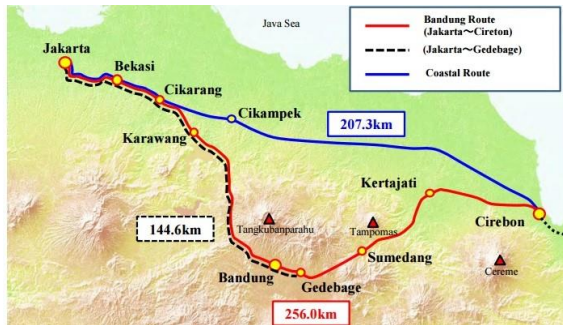 Java Sea
Bandung Route
(Jakarta～Cireton)
(Jakarta～Gedebage)
Coastal Route
Jakarta
Bekasi
Cikarang
Cikampek
207.3km
Karawang
Kertajati
144.6km
Tangkubanparahu
Tampomas
Cirebon
Sumedang
Cereme
Bandung
Gedebage
256.0km